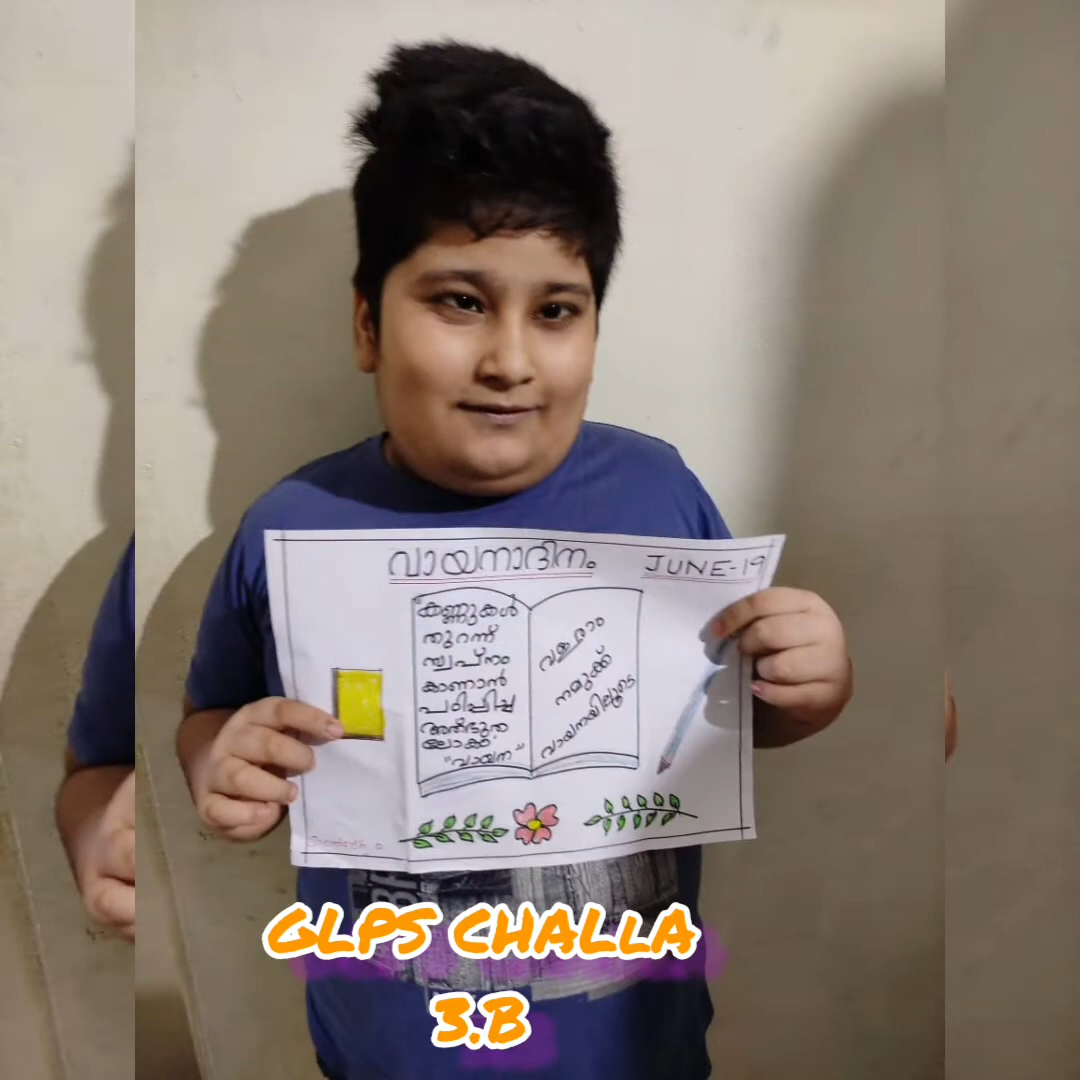 വായനാദിനം
JUNE-19
"കണ്ണുകൾ
തുറന്ന്
സ്വപ്നം
കാണാൻ
പഠിപ്പിച്ച
അത്ഭുത
ലോകം
"വായന"
വളരാം
നമുക്ക്
വായനയിലൂടെ
GLPS CHALLA
3.B